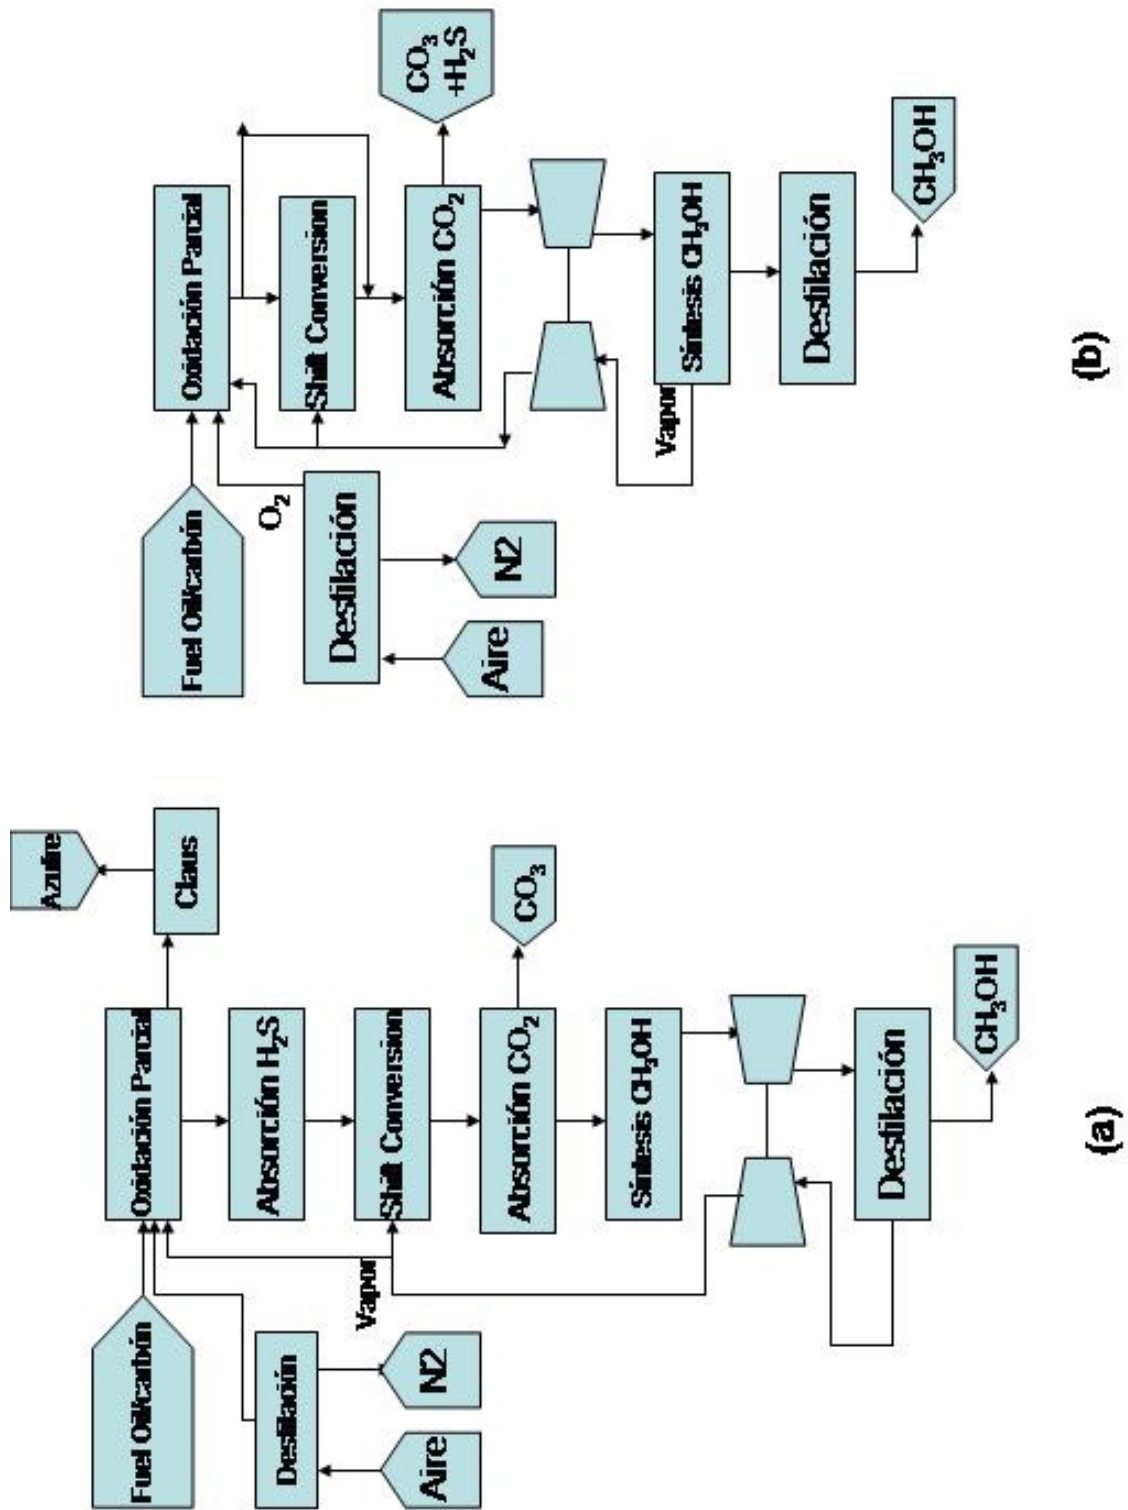 Fuel Oil/carbón
Destilación
Aire
N2
Vapor
Oxidación Parcial
Absorción H₂S
Shift Conversion
Absorción CO₂
Síntesis CH₃OH
Destilación
Claus
Azufre
CO₃
CH₃OH
(a)
Fuel Oil/carbón
O₂
Destilación
Aire
N2
Oxidación Parcial
Shift Conversion
Absorción CO₂
Vapor
Síntesis CH₃OH
Destilación
CO₃
+H₂S
CH₃OH
(b)